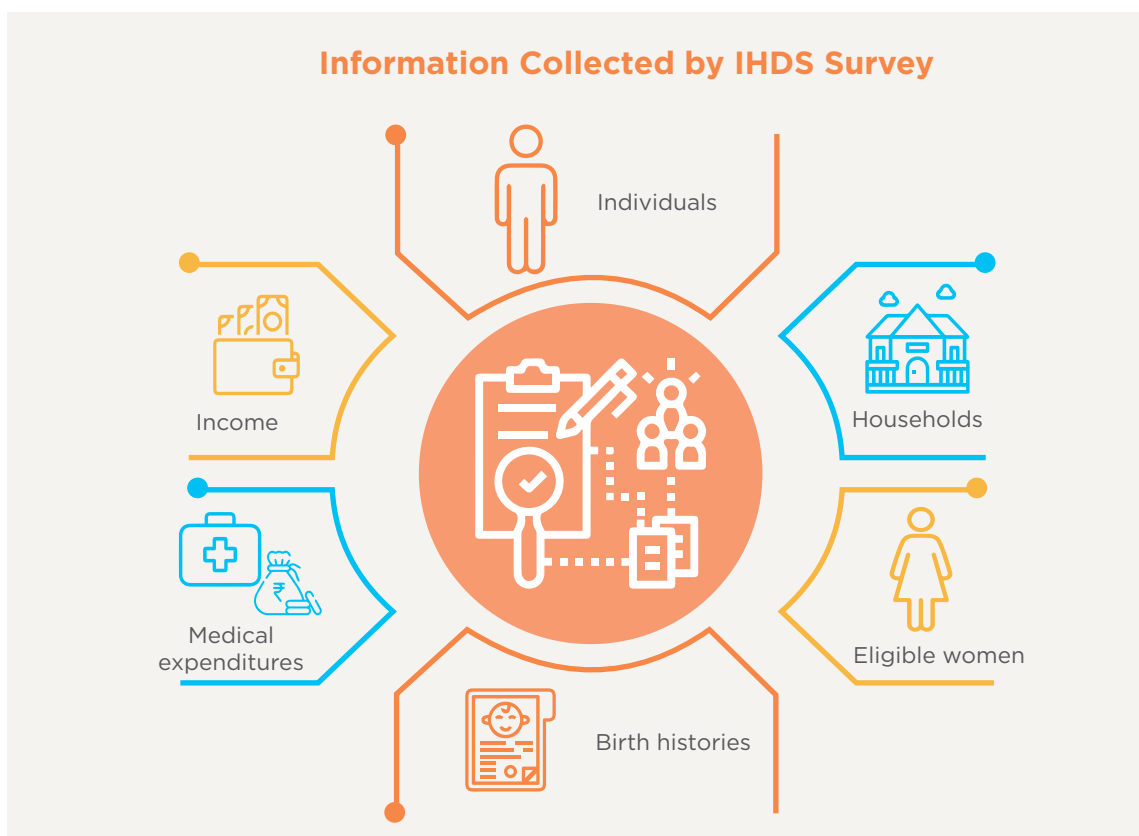 Information Collected by IHDS Survey
Individuals
Income
Households
Medical
expenditures
₹
Eligible women
Birth histories